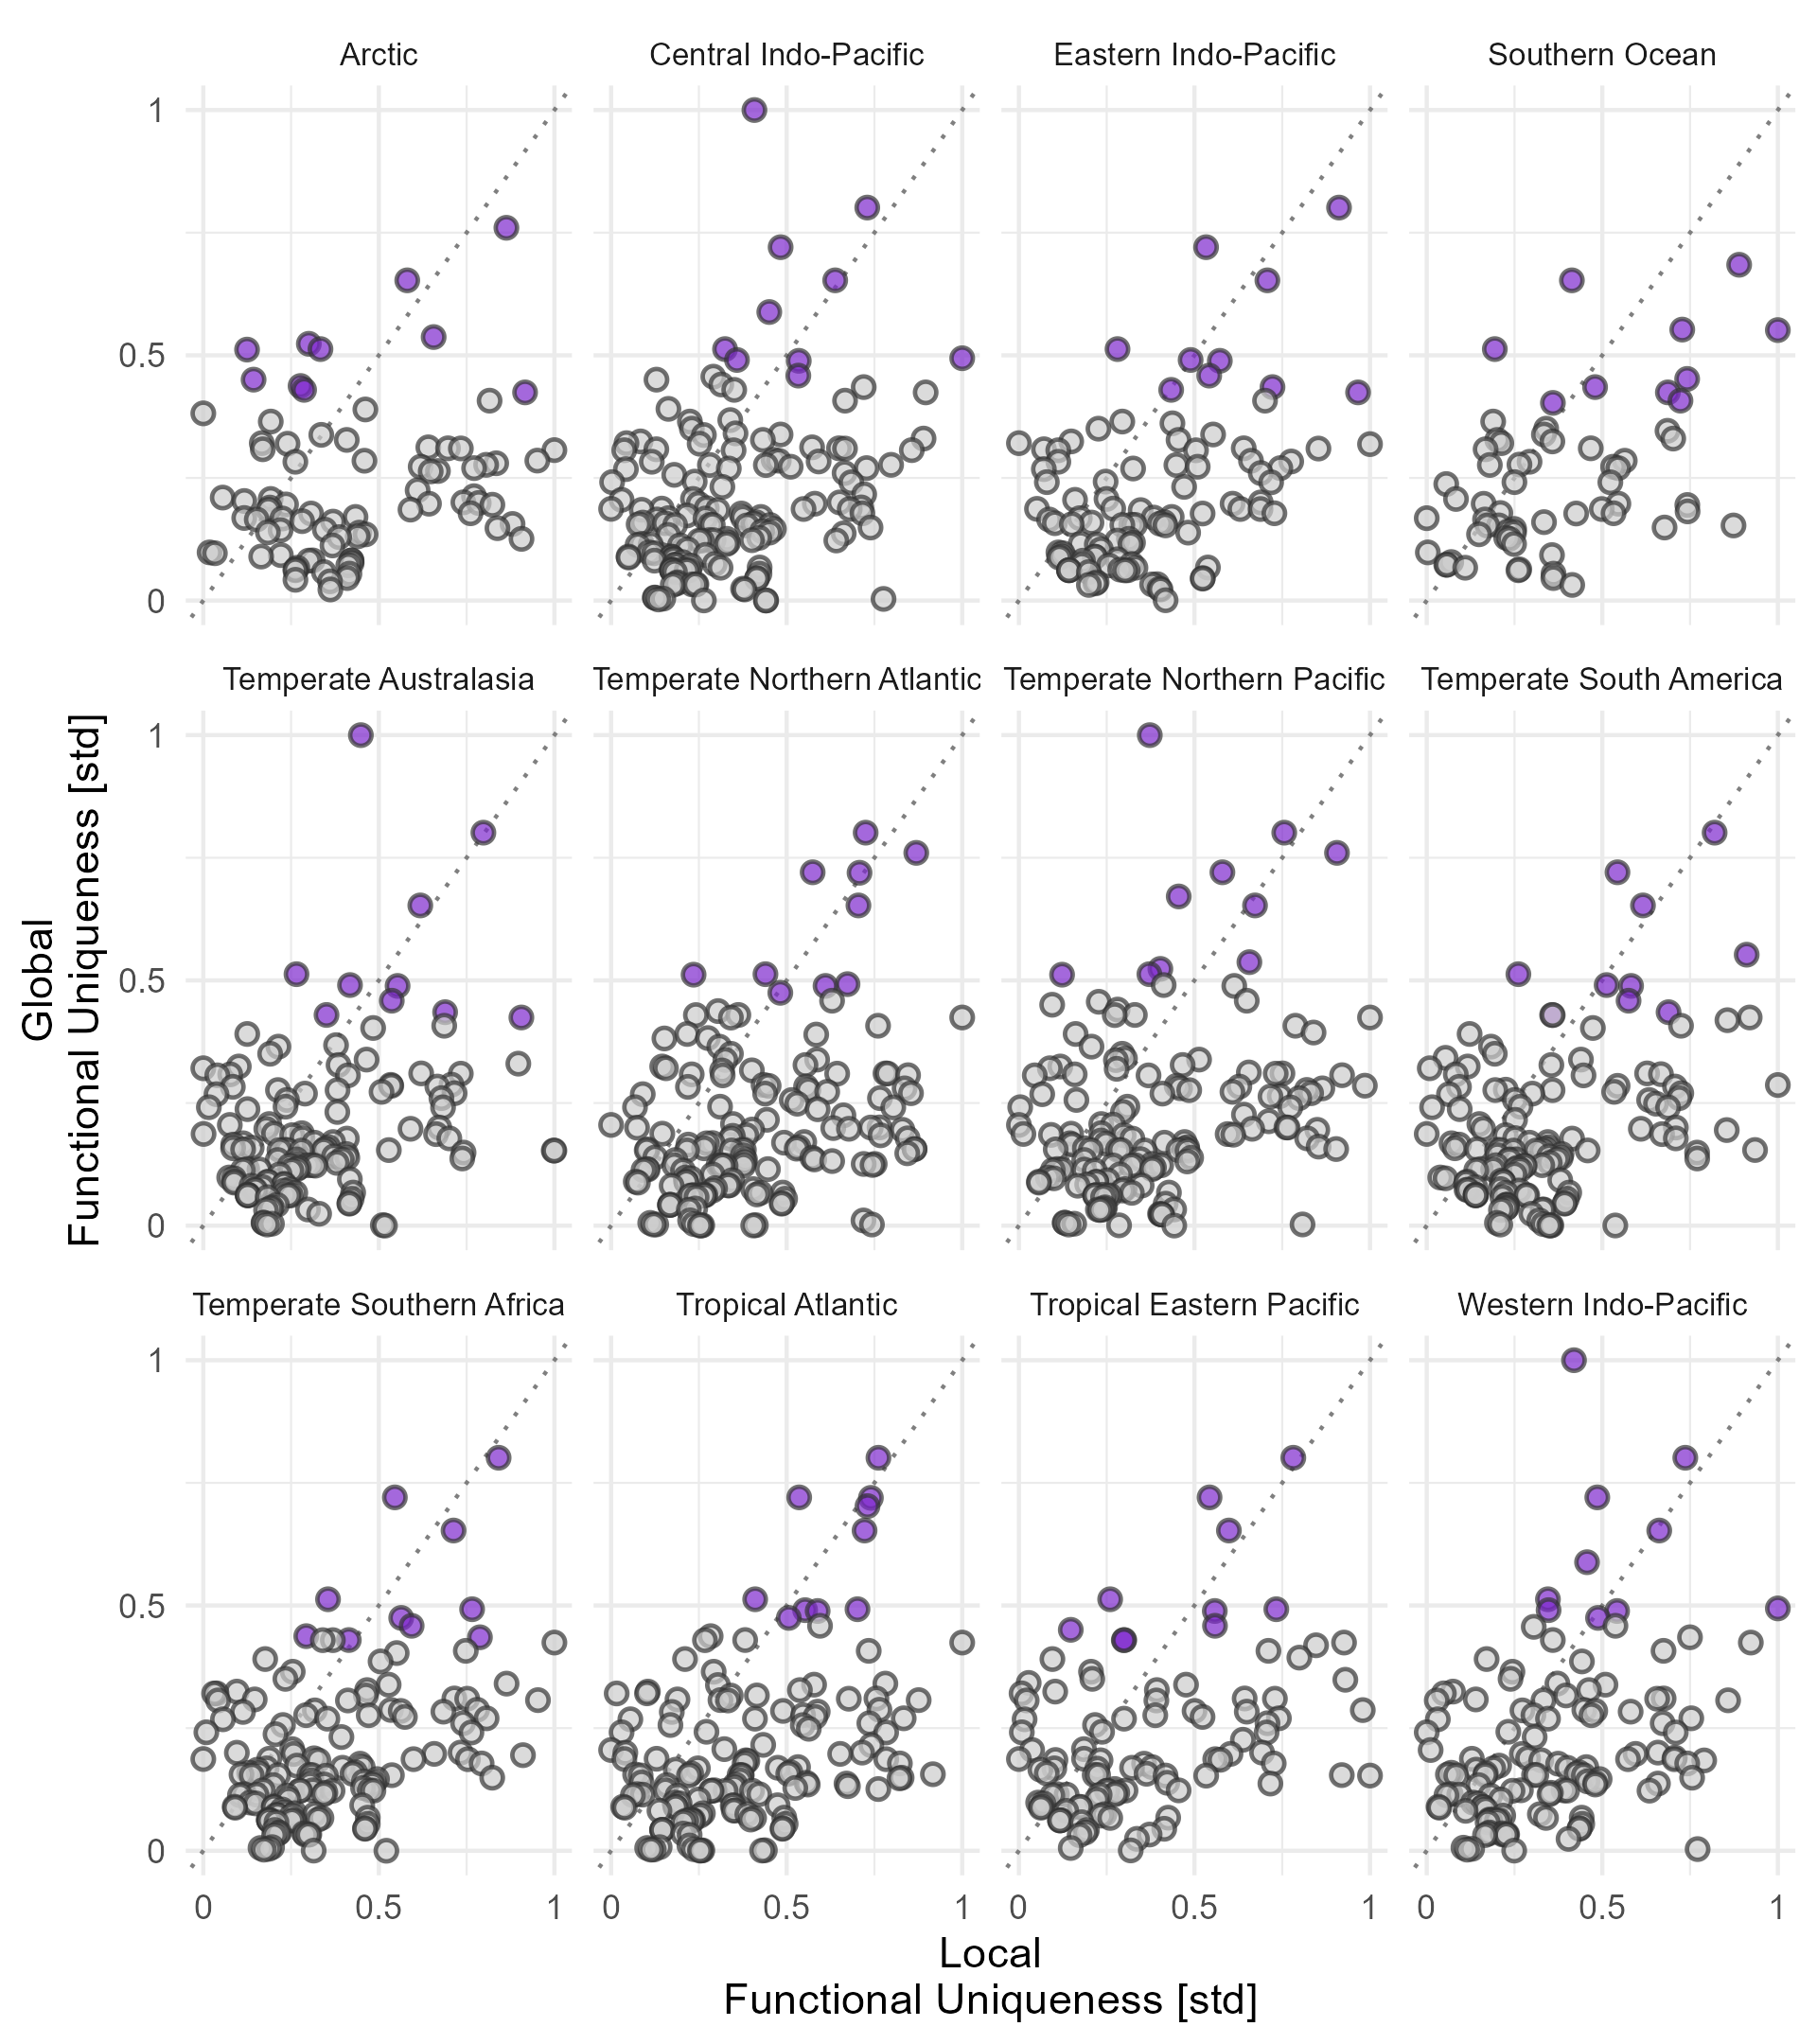 Arctic
Central Indo-Pacific
Eastern Indo-Pacific
Southern Ocean
1
0.5
0
Temperate Australasia
Temperate Northern Atlantic
Temperate Northern Pacific
Temperate South America
1
0.5
0
Global
Functional Uniqueness [std]
Temperate Southern Africa
Tropical Atlantic
Tropical Eastern Pacific
Western Indo-Pacific
1
0.5
0
0 0.5 1
0 0.5 1
0 0.5 1
0 0.5 1
Local
Functional Uniqueness [std]